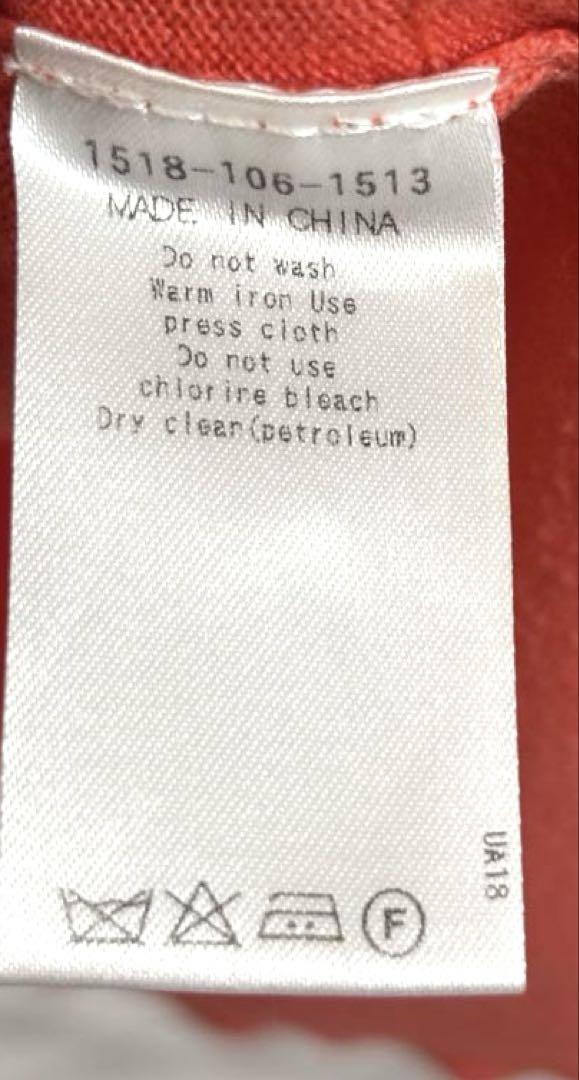 1518-106-1513
MADE IN CHINA
Do not wash
Warm iron Use
press cloth
Do not use
chlorine bleach
Dry clean(petroleum)
UA18
F